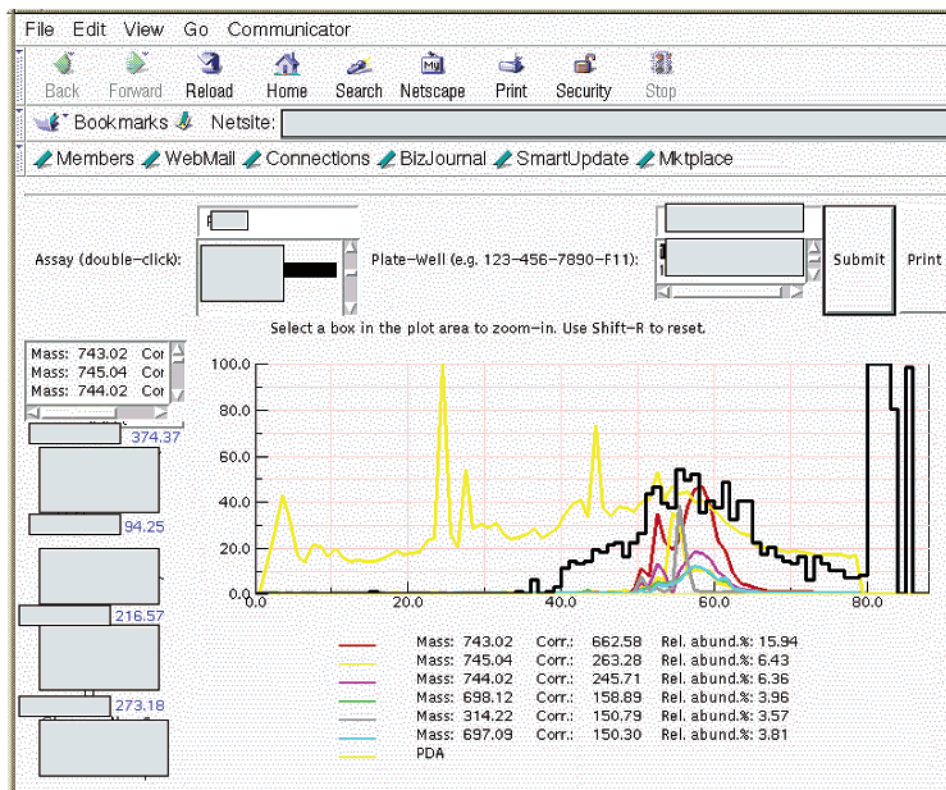 File Edit View Go Communicator
Back Forward Reload Home Search Netscape Print Security Stop
Bookmarks Netsite:
Members WebMail Connections BizJournal SmartUpdate Mktplace
Assay (double-click):
Plate-Well (e.g. 123-456-7890-F11):
Submit
Print
Select a box in the plot area to zoom-in. Use Shift-R to reset.
Mass: 743.02 Cor
Mass: 745.04 Cor
Mass: 744.02 Cor
374.37
94.25
216.57
273.18
100.0
80.0
60.0
40.0
20.0
0.0
0.0 20.0 40.0 60.0 80.0
Mass: 743.02 Corr.: 662.58 Rel. abund.%: 15.94
Mass: 745.04 Corr.: 263.28 Rel. abund.%: 6.43
Mass: 744.02 Corr.: 245.71 Rel. abund.%: 6.36
Mass: 698.12 Corr.: 158.89 Rel. abund.%: 3.96
Mass: 314.22 Corr.: 150.79 Rel. abund.%: 3.57
Mass: 697.09 Corr.: 150.30 Rel. abund.%: 3.81
PDA